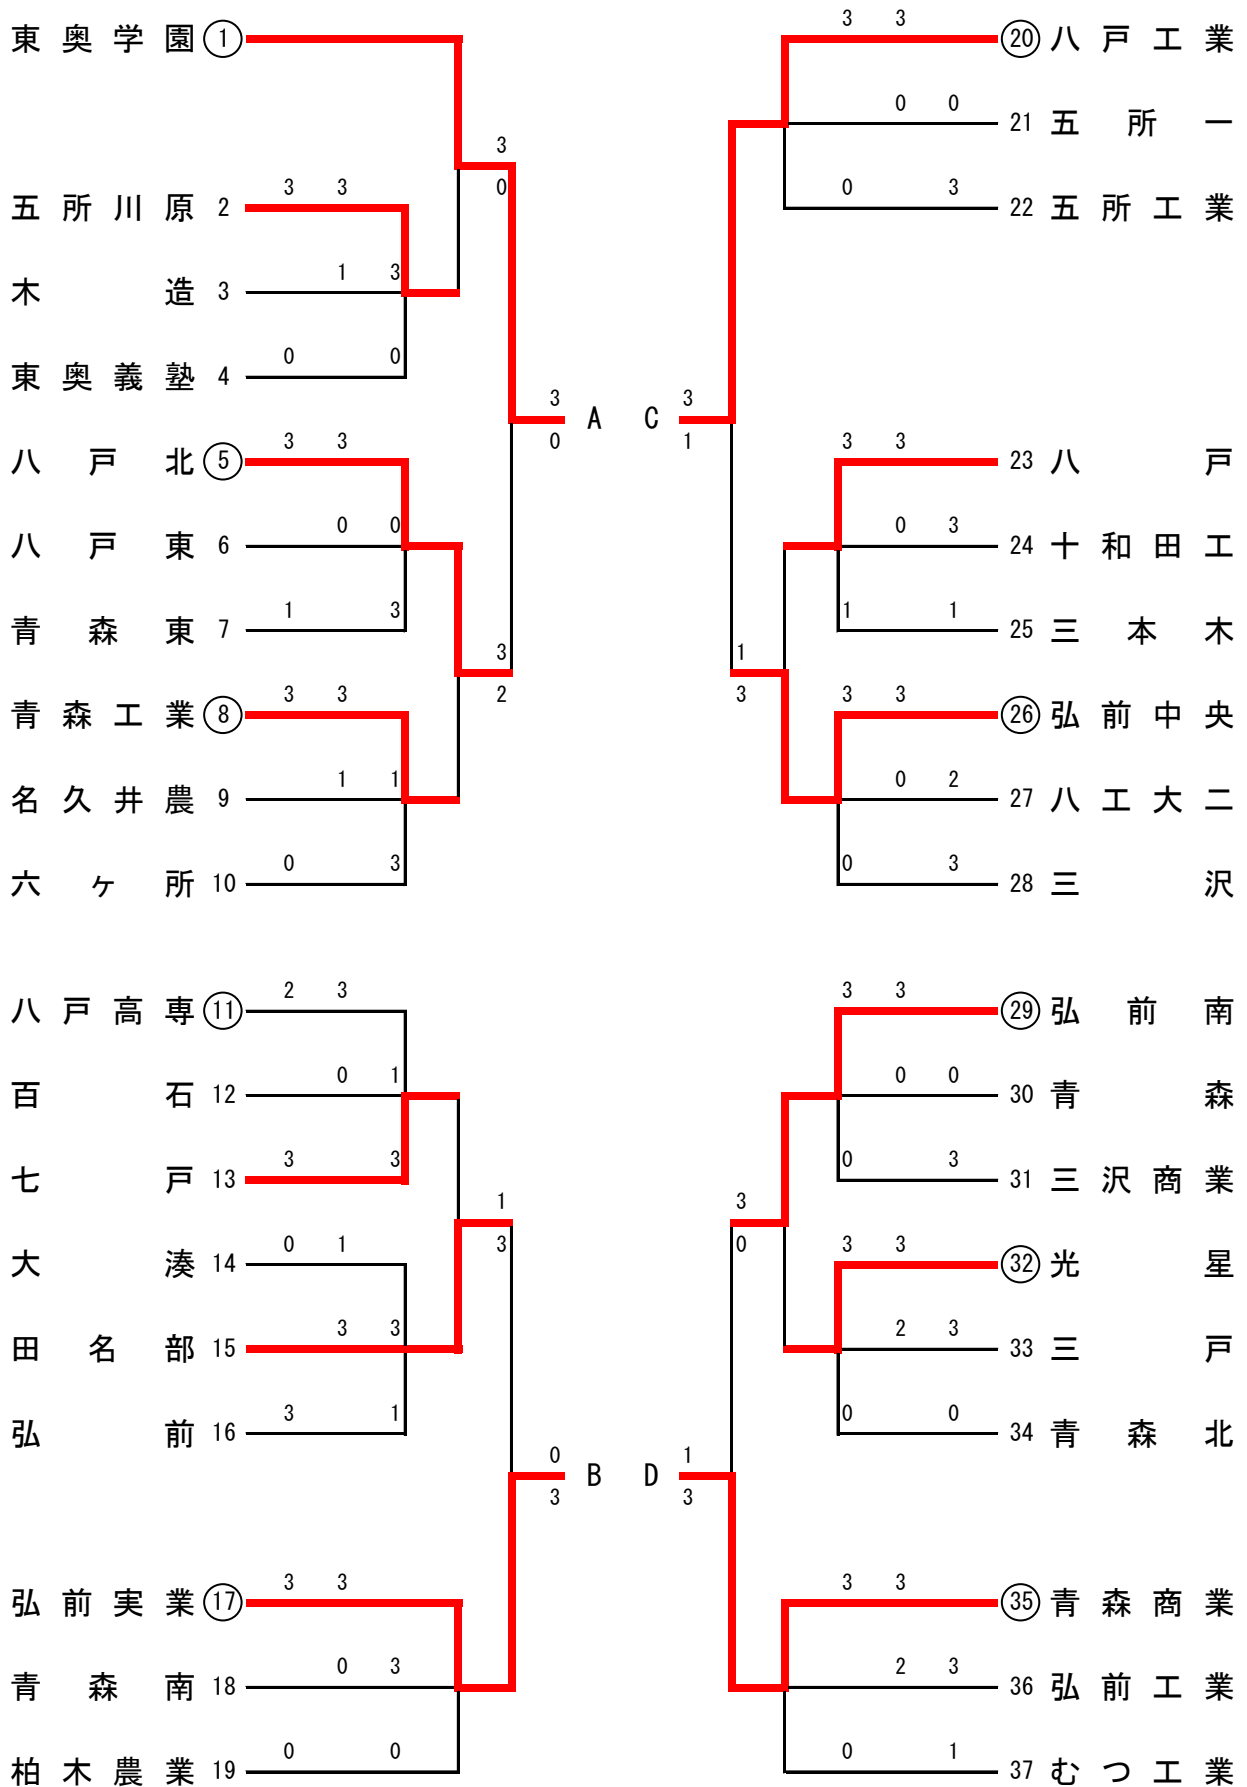 東奥学園 1
3
0
3 3
五所川原 2
1 3
木造 3
0 0
東奥義塾 4
3
0
A
3 3
八戸北 5
0 0
八戸東 6
1 3
青森東 7
3
2
3 3
青森工業 8
1 1
名久井農 9
0 3
六ヶ所 10
2 3
八戸高専 11
0 1
百石 12
3 3
七戸 13
1
3
0 1
大湊 14
3 3
田名部 15
3 1
弘前 16
0
3
B
3 3
弘前実業 17
0 3
青森南 18
0 0
柏木農業 19
3 3
20 八戸工業
0 0
21 五所一
0 3
22 五所工業
C
3
1
3 3
23 八戸
0 3
24 十和田工
1 1
25 三本木
1
3
3 3
26 弘前中央
0 2
27 八工大二
0 3
28 三沢
3 3
29 弘前南
0 0
30 青森
0 3
31 三沢商業
3
0
3 3
32 光星
2 3
33 三戸
0 0
34 青森北
D
1
3
3 3
35 青森商業
2 3
36 弘前工業
0 1
37 むつ工業